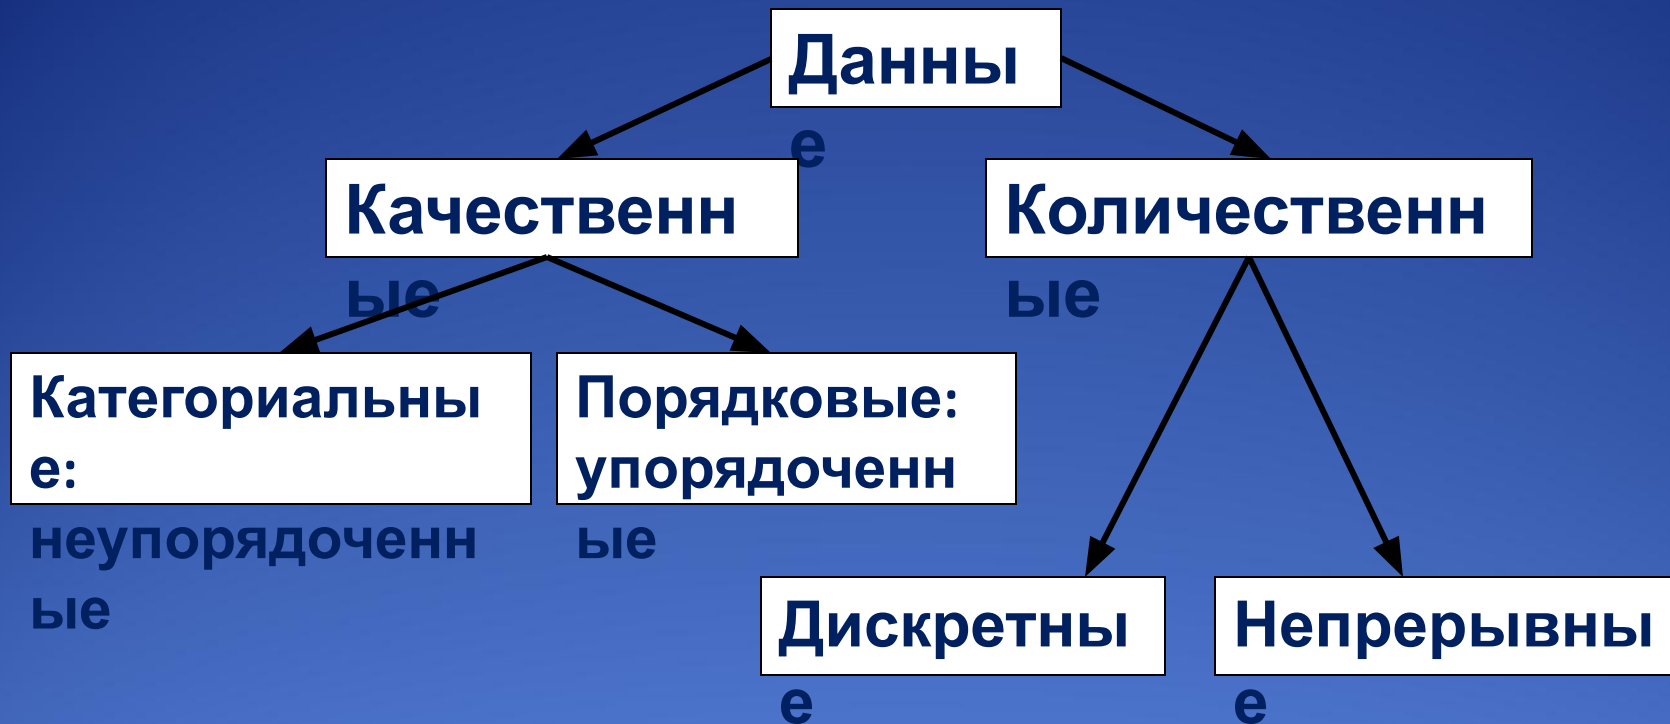 Данны
е
Качественн
ые
Количественн
ые
Категориальны
е:
неупорядоченн
ые
Порядковые:
упорядоченн
ые
Дискретны
е
Непрерывны
е